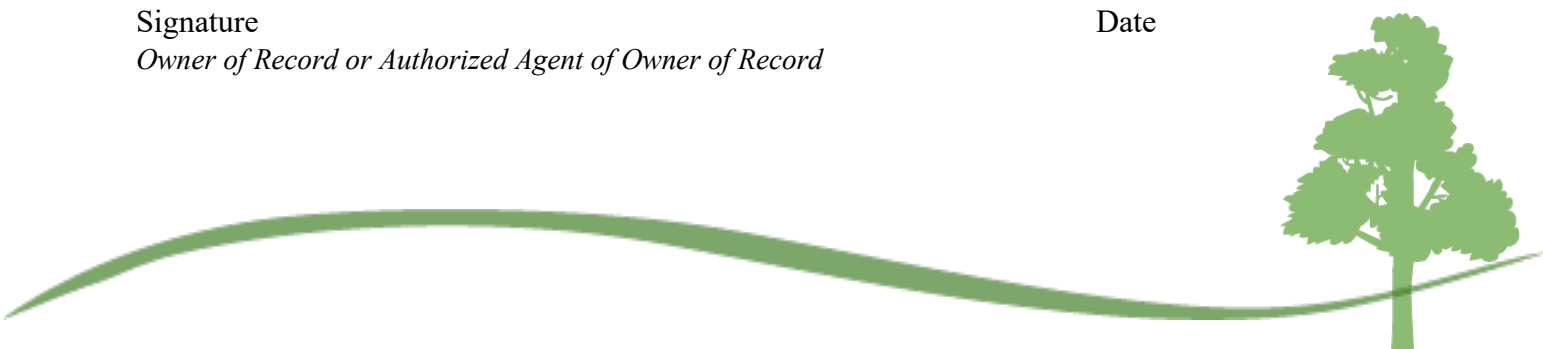 Signature Date
Owner of Record or Authorized Agent of Owner of Record